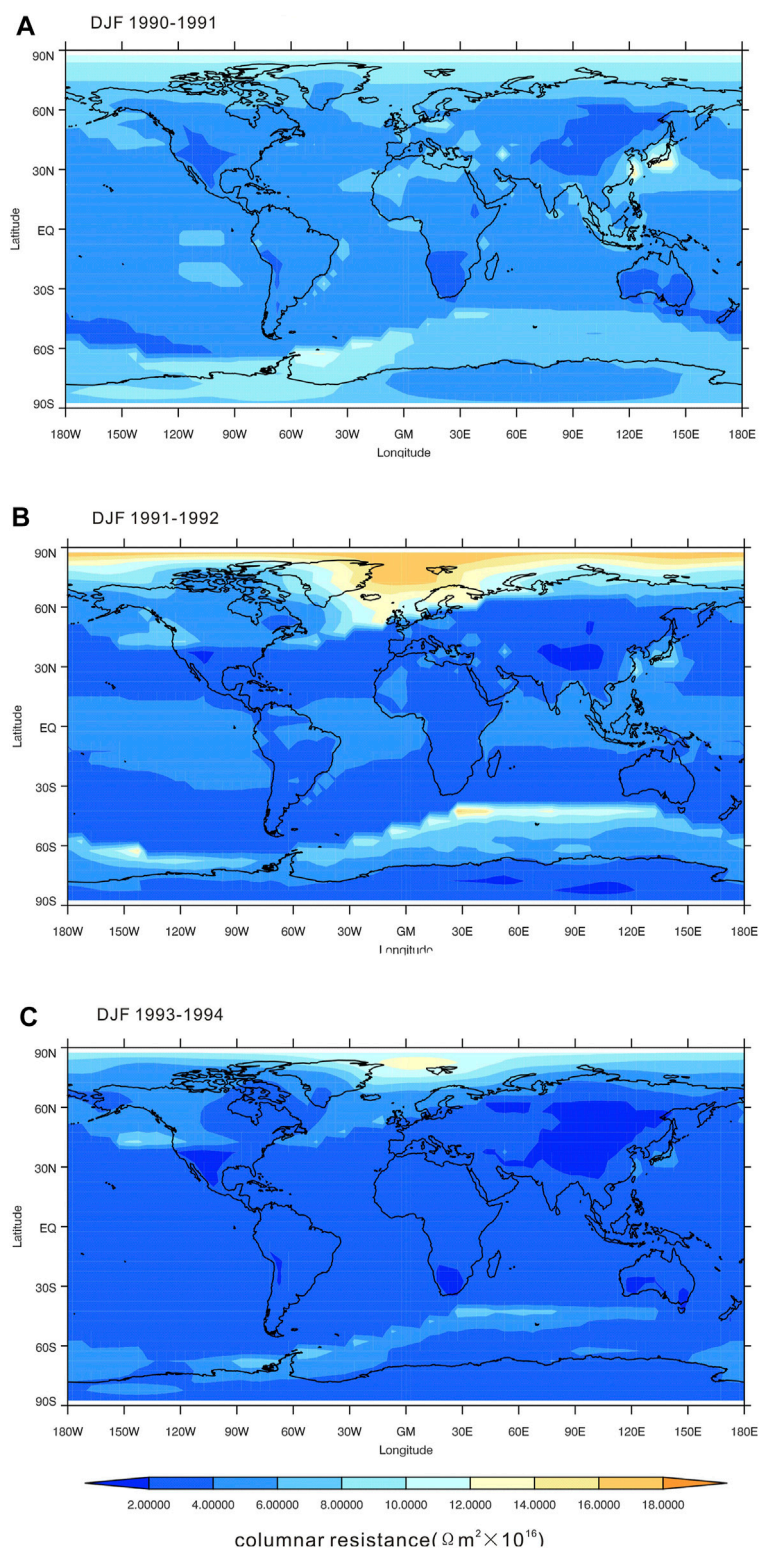 A DJF 1990-1991
90N
60N
30N
EQ
30S
60S
90S
Latitude
180W 150W 120W 90W 60W 30W GM 30E 60E 90E 120E 150E 180E
Longitude
B DJF 1991-1992
90N
60N
30N
EQ
30S
60S
90S
Latitude
180W 150W 120W 90W 60W 30W GM 30E 60E 90E 120E 150E 180E
Longitude
C DJF 1993-1994
90N
60N
30N
EQ
30S
60S
90S
Latitude
180W 150W 120W 90W 60W 30W GM 30E 60E 90E 120E 150E 180E
Longitude
2.00000 4.00000 6.00000 8.00000 10.0000 12.0000 14.0000 16.0000 18.0000
columnar resistance(Ωm²×10¹⁶)